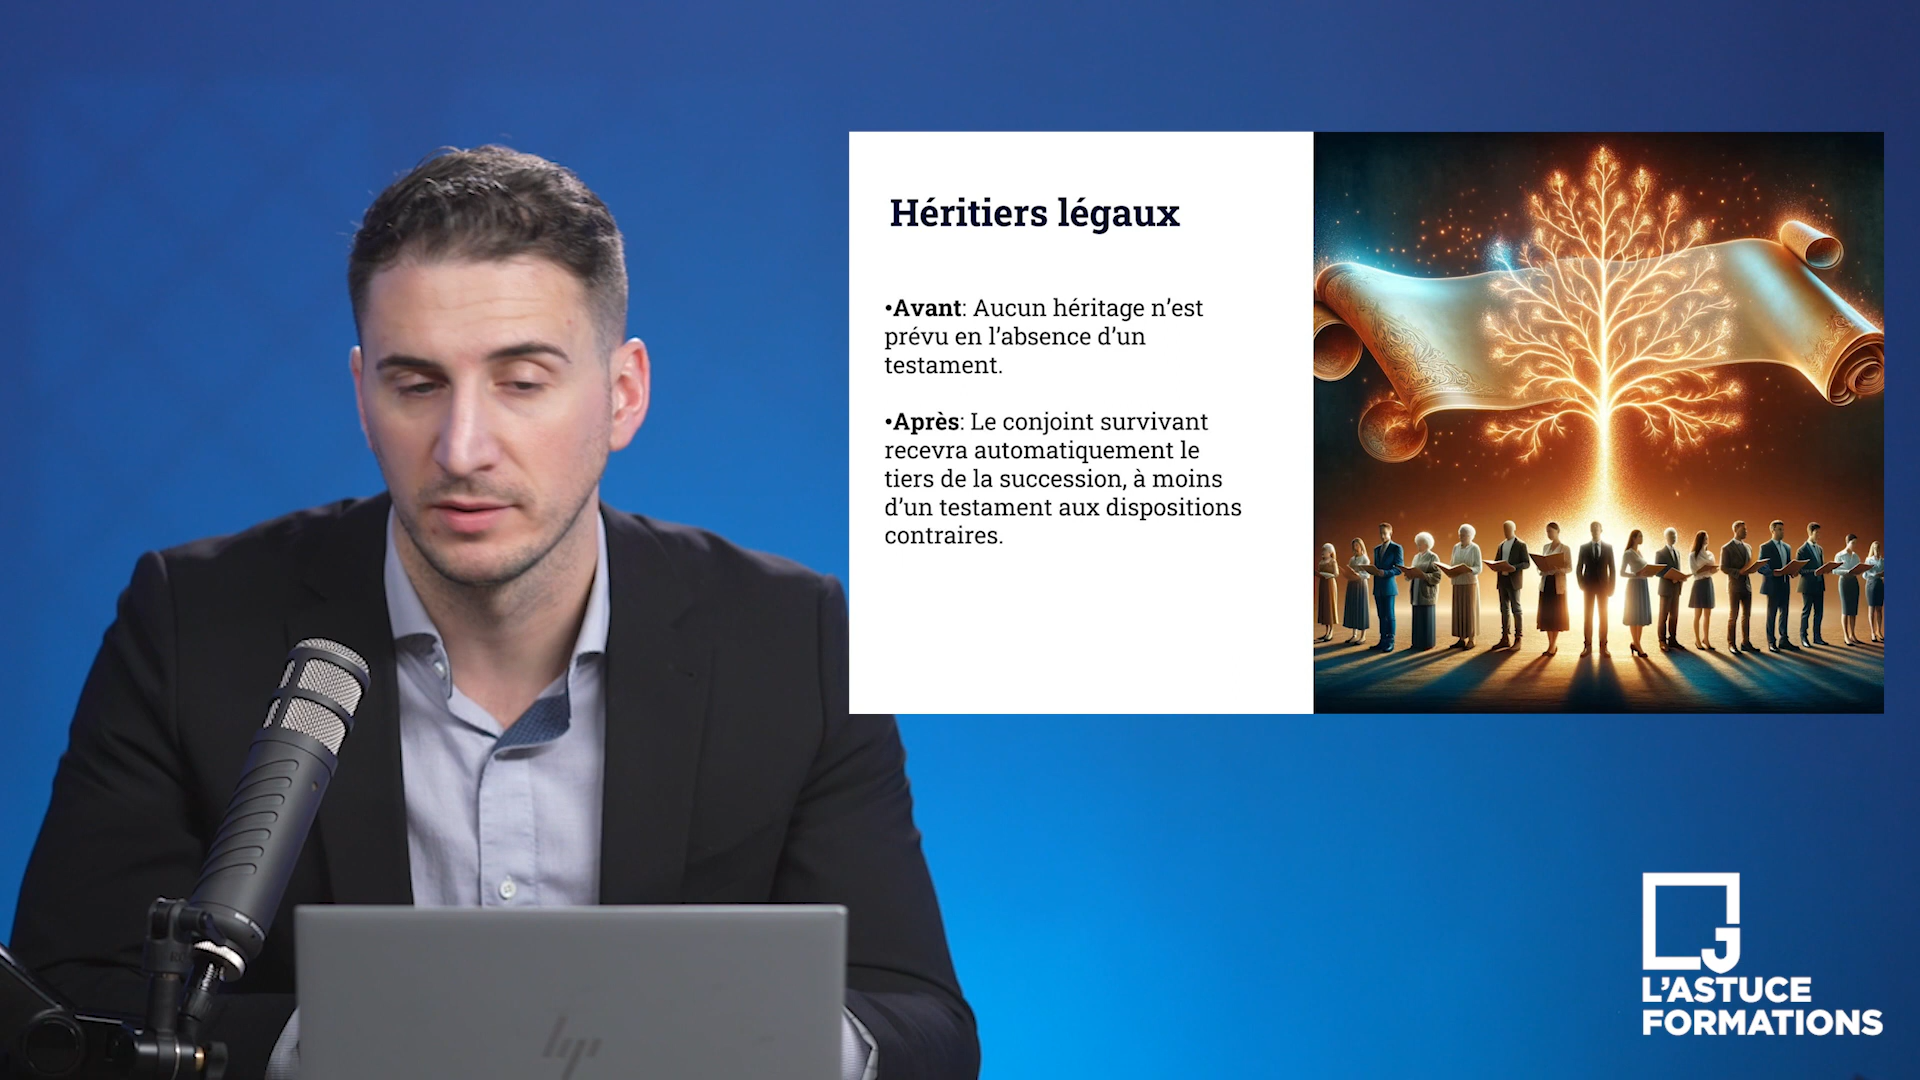 Héritiers légaux
•Avant: Aucun héritage n’est
prévu en l’absence d’un
testament.
•Après: Le conjoint survivant
recevra automatiquement le
tiers de la succession, à moins
d’un testament aux dispositions
contraires.
hp
L’ASTUCE
FORMATIONS